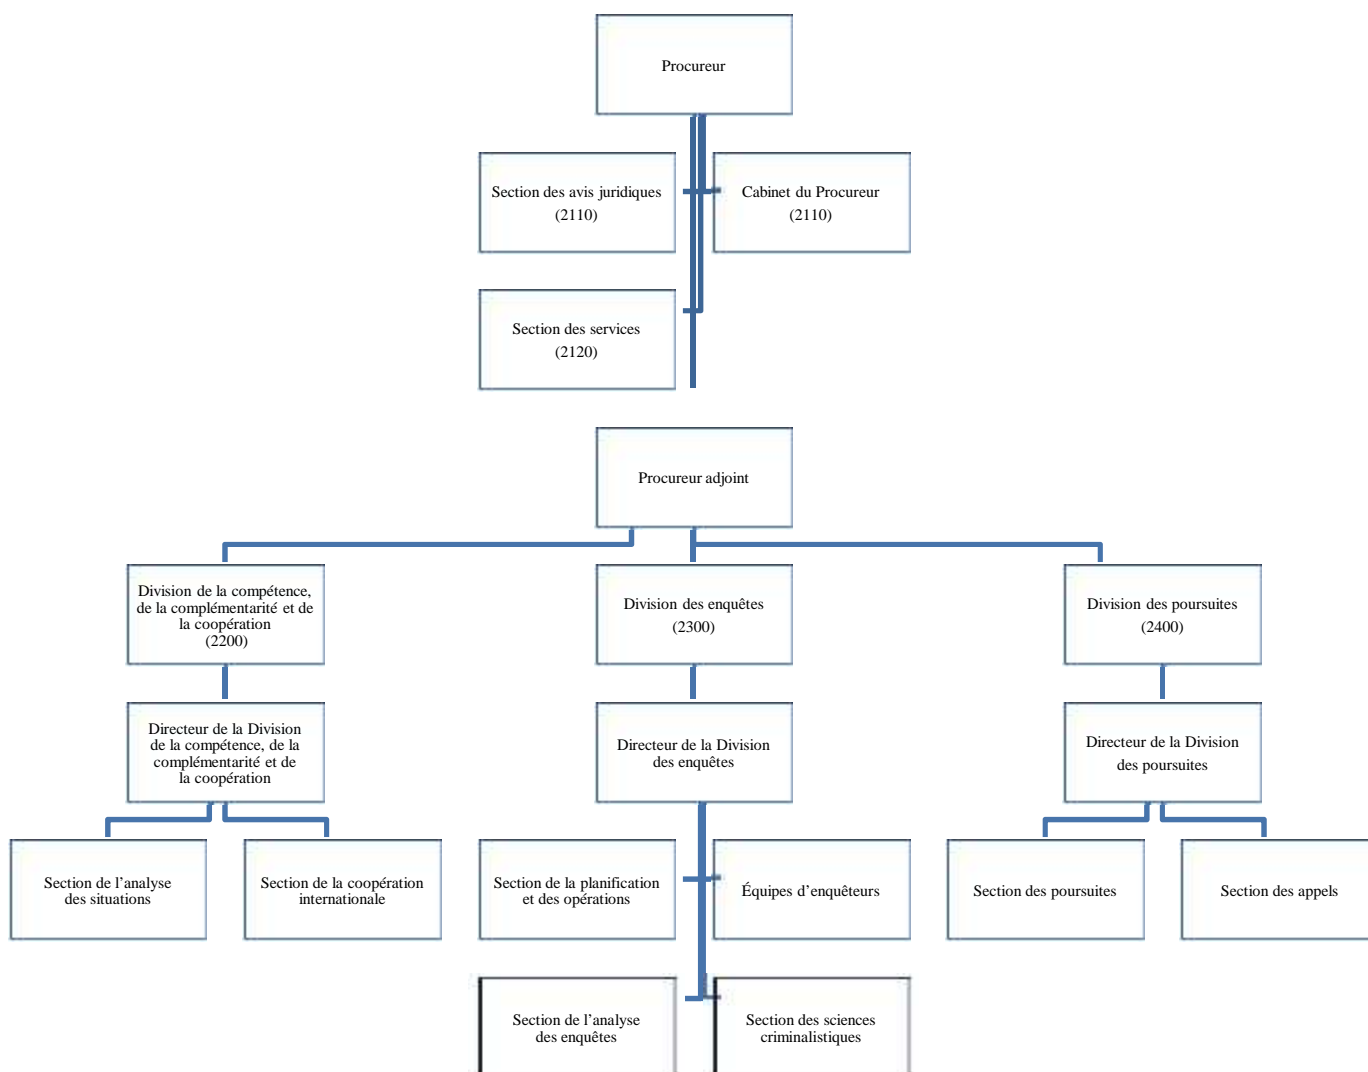 Procureur
Section des avis juridiques
(2110)
Cabinet du Procureur
(2110)
Section des services
(2120)
Procureur adjoint
Division de la compétence,
de la complémentarité et de
la coopération
(2200)
Division des enquêtes
(2300)
Division des poursuites
(2400)
Directeur de la Division
de la compétence, de la
complémentarité et de
la coopération
Directeur de la Division
des enquêtes
Directeur de la Division
des poursuites
Section de l’analyse
des situations
Section de la coopération
internationale
Section de la planification
et des opérations
Équipes d’enquêteurs
Section des poursuites
Section des appels
Section de l’analyse
des enquêtes
Section des sciences
criminalistiques